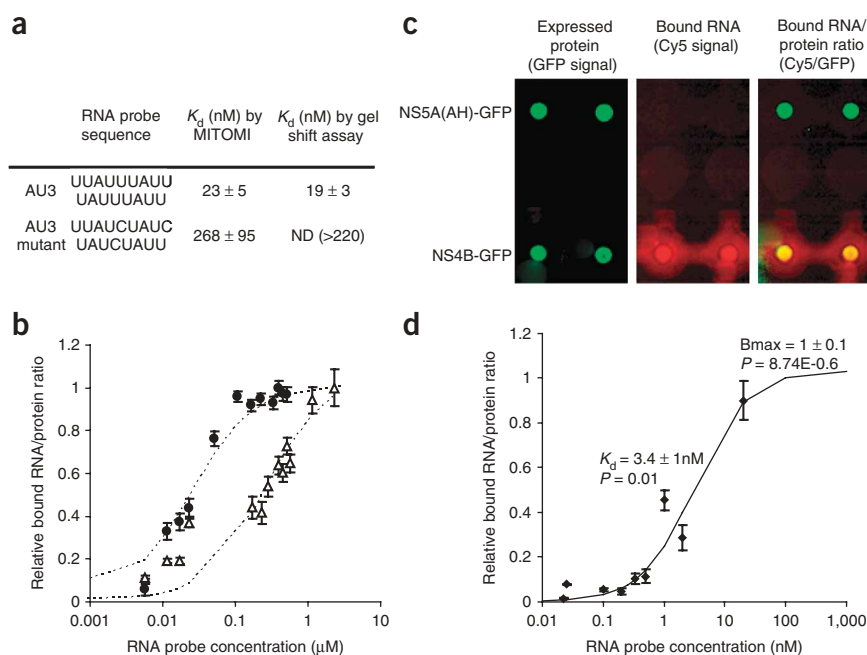 a
RNA probe sequence
Kd (nM) by MITOMI
Kd (nM) by gel shift assay
AU3
UUAUUUAUU
UAUUUAUU
23 ± 5
19 ± 3
AU3 mutant
UUAUCUAUC
UAUCUAUU
268 ± 95
ND (>220)
b
Relative bound RNA/protein ratio
1.2
1
0.8
0.6
0.4
0.2
0
0.001
0.01
0.1
1
10
RNA probe concentration (μM)
c
Expressed protein (GFP signal)
Bound RNA (Cy5 signal)
Bound RNA/ protein ratio (Cy5/GFP)
NS5A(AH)-GFP
NS4B-GFP
d
Relative bound RNA/protein ratio
1.2
1
0.8
0.6
0.4
0.2
0
Bmax = 1 ± 0.1
P = 8.74E-0.6
Kd = 3.4 ± 1nM
P = 0.01
0.01
0.1
1
10
100
1,000
RNA probe concentration (nM)